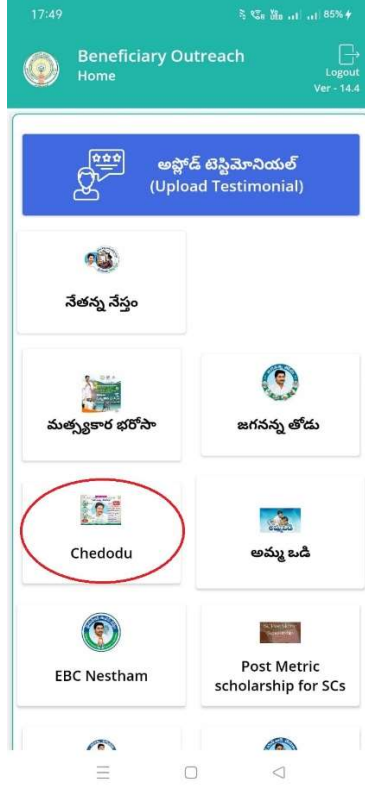 17:49
85%
Beneficiary Outreach
Home
Logout
Ver - 14.4
అప్లోడ్ టెస్టిమోనియల్
(Upload Testimonial)
నేతన్న నేస్తం
మత్స్యకార భరోసా
జగనన్న తోడు
Chedodu
అమ్మ ఒడి
EBC Nestham
Post Metric
scholarship for SCs